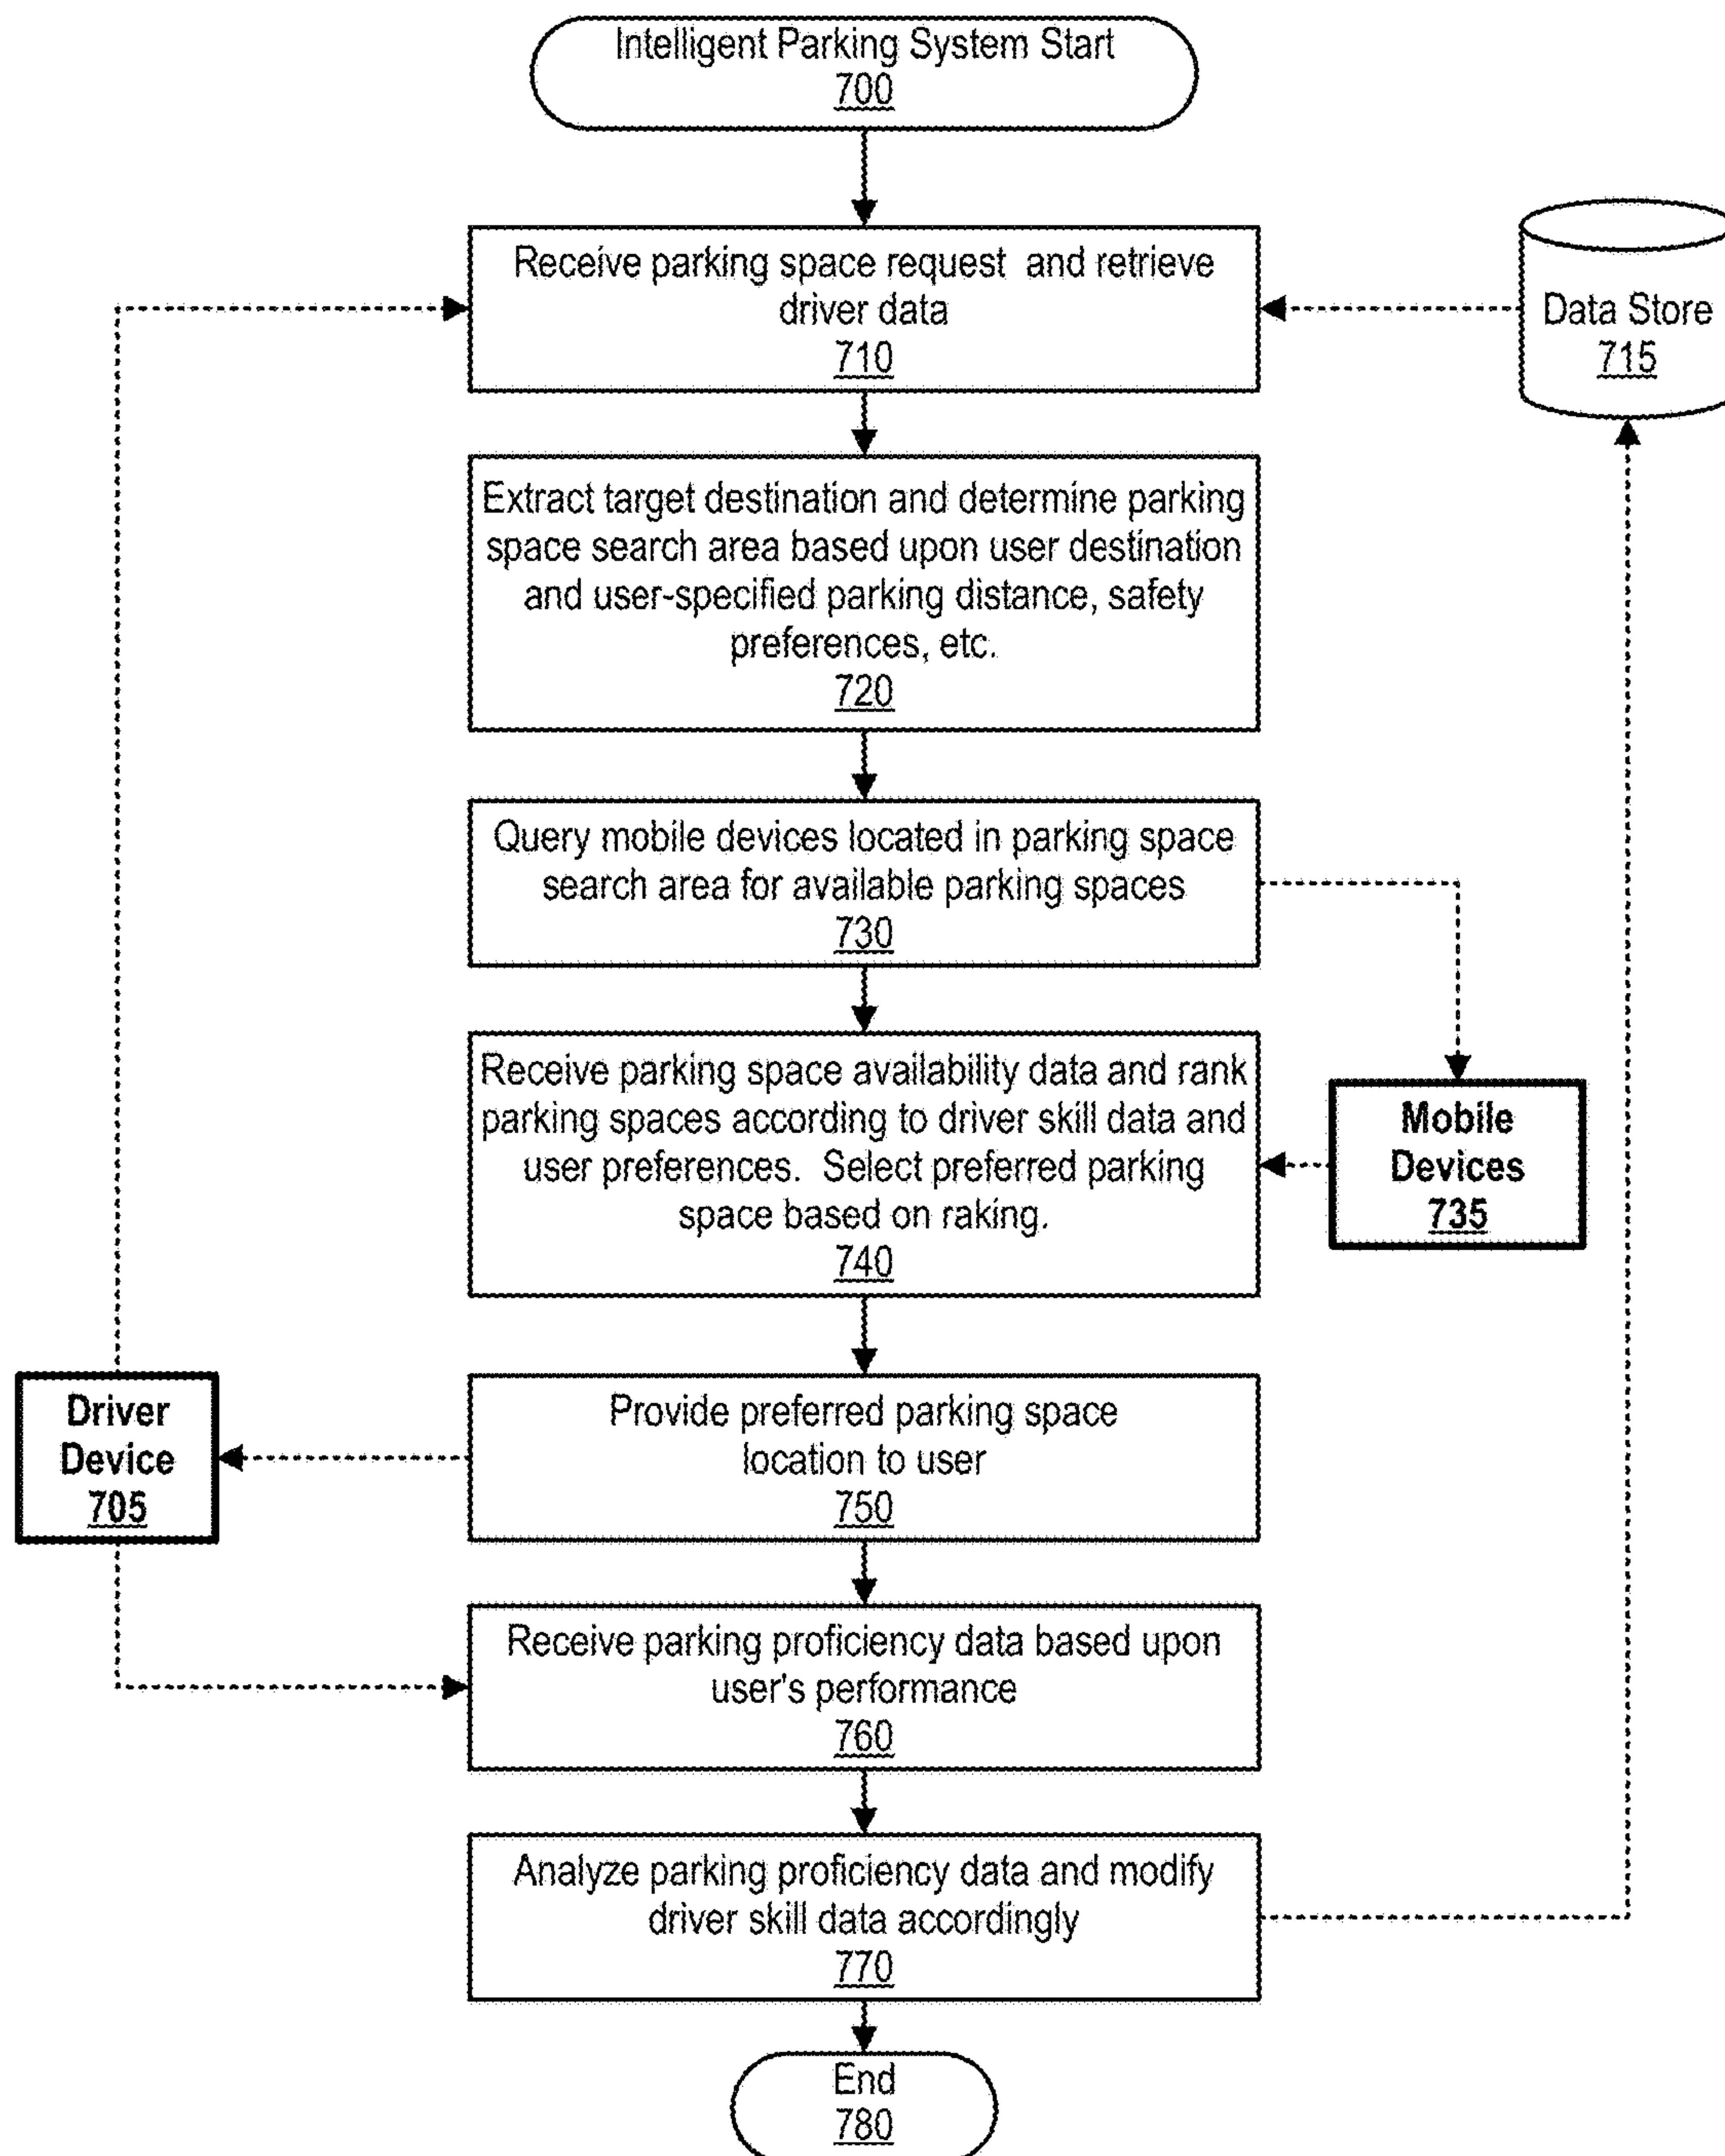 Intelligent Parking System Start
700
Receive parking space request and retrieve
driver data
710
Data Store
715
Extract target destination and determine parking
space search area based upon user destination
and user-specified parking distance, safety
preferences, etc.
720
Query mobile devices located in parking space
search area for available parking spaces
730
Receive parking space availability data and rank
parking spaces according to driver skill data and
user preferences. Select preferred parking
space based on raking.
740
Mobile
Devices
735
Driver
Device
705
Provide preferred parking space
location to user
750
Receive parking proficiency data based upon
user's performance
760
Analyze parking proficiency data and modify
driver skill data accordingly
770
End
780